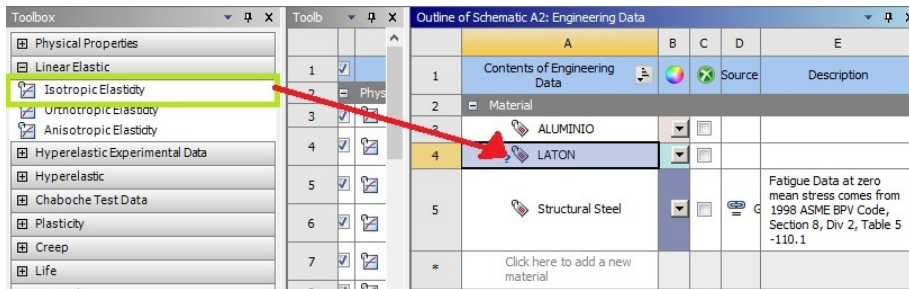 Toolbox
Physical Properties
Linear Elastic
Isotropic Elasticity
Orthotropic Elasticity
Anisotropic Elasticity
Hyperelastic Experimental Data
Hyperelastic
Chaboche Test Data
Plasticity
Creep
Life
Toolb
1
2 Phys
3
4
5
6
7
Outline of Schematic A2: Engineering Data
A B C D E
1 Contents of Engineering Data Source Description
2 Material
3 ALUMINIO
4 LATON
5 Structural Steel
Fatigue Data at zero
mean stress comes from
1998 ASME BPV Code,
Section 8, Div 2, Table 5
-110.1
* Click here to add a new
material